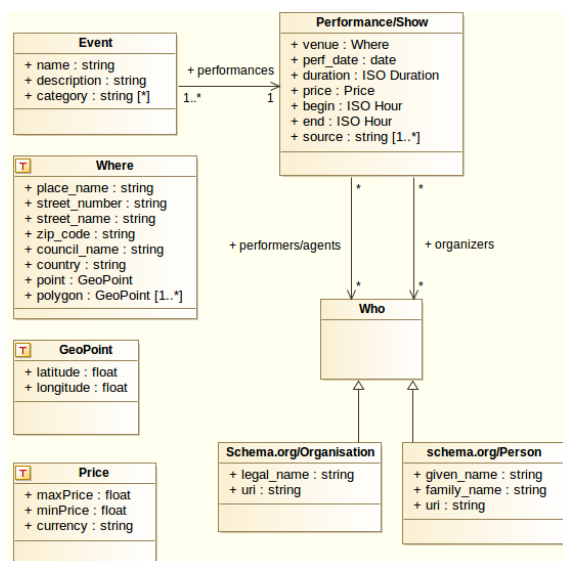 Event
+ name : string
+ description : string
+ category : string [*]
+ performances
1..*
1
Performance/Show
+ venue : Where
+ perf_date : date
+ duration : ISO Duration
+ price : Price
+ begin : ISO Hour
+ end : ISO Hour
+ source : string [1..*]
T
Where
+ place_name : string
+ street_number : string
+ street_name : string
+ zip_code : string
+ council_name : string
+ country : string
+ point : GeoPoint
+ polygon : GeoPoint [1..*]
*
*
+ performers/agents
+ organizers
*
*
Who
T
GeoPoint
+ latitude : float
+ longitude : float
T
Price
+ maxPrice : float
+ minPrice : float
+ currency : string
Schema.org/Organisation
+ legal_name : string
+ uri : string
schema.org/Person
+ given_name : string
+ family_name : string
+ uri : string